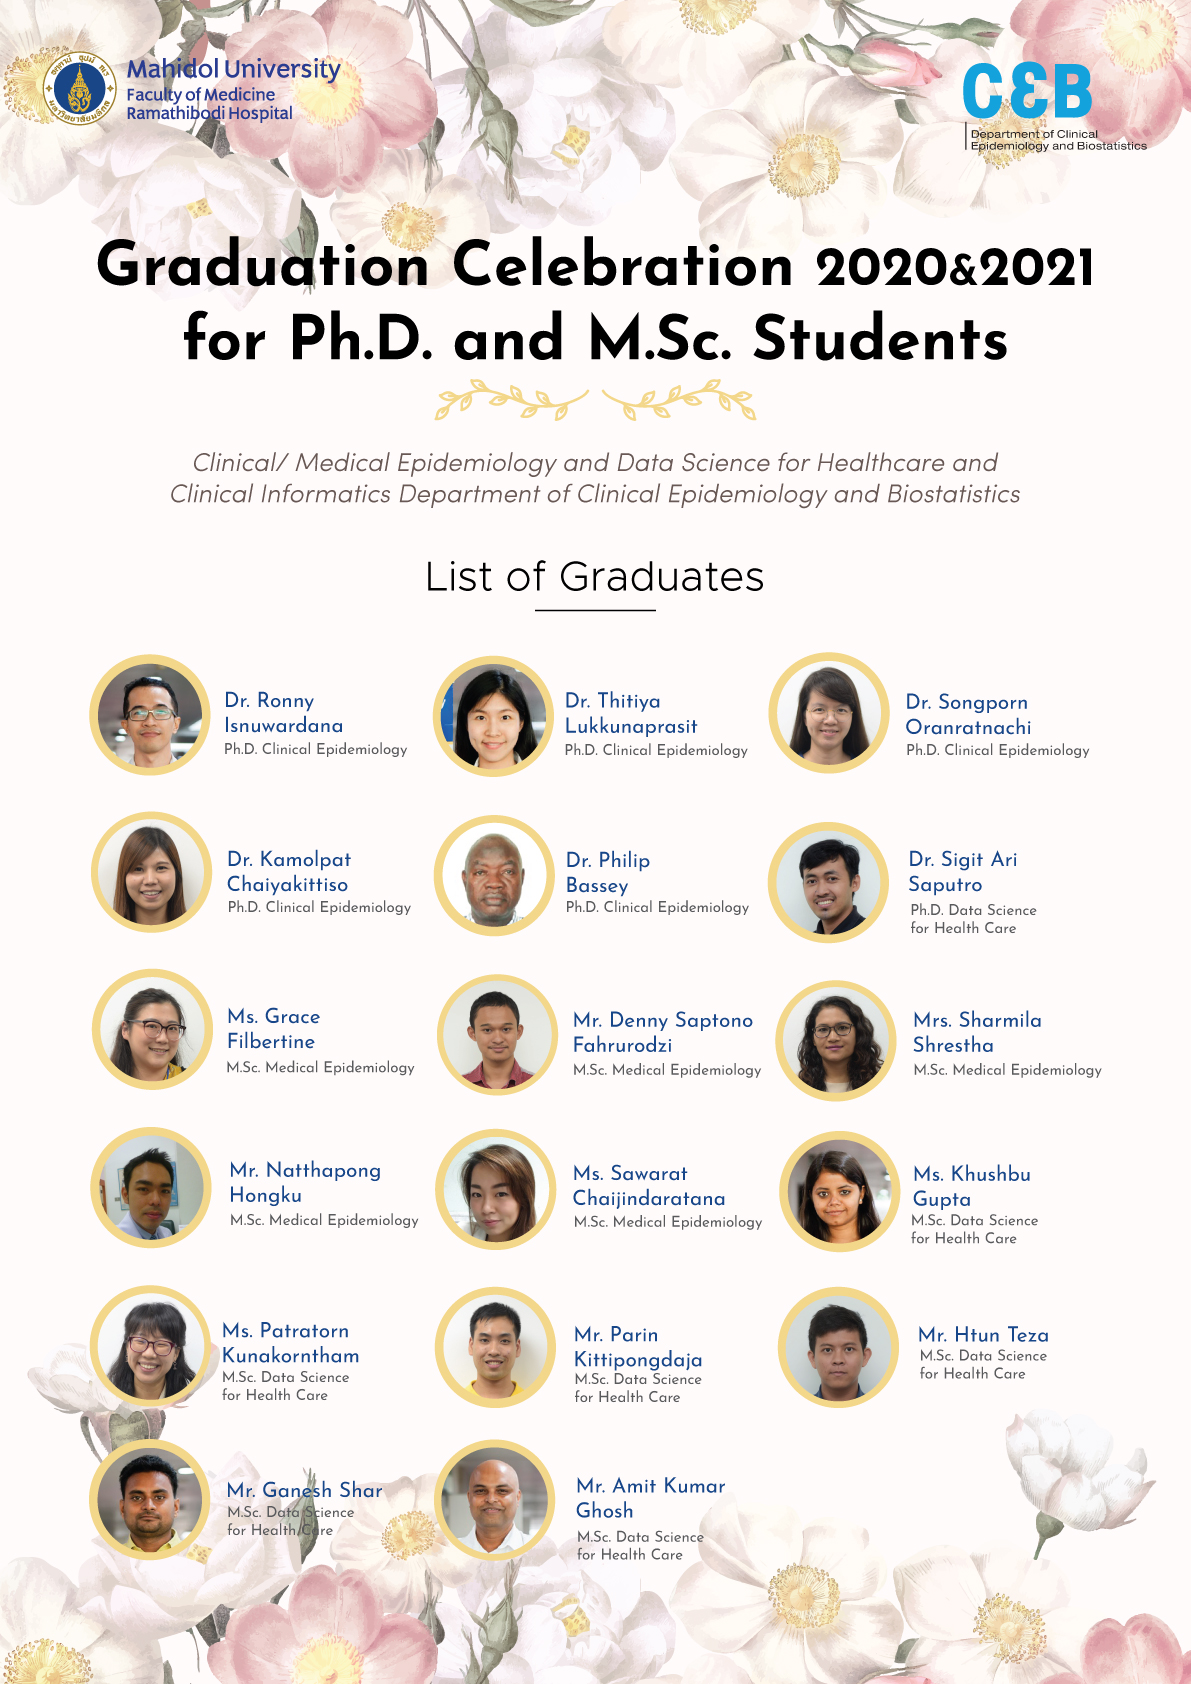 Mahidol University
Faculty of Medicine
Ramathibodi Hospital
CEB
Department of Clinical
Epidemiology and Biostatistics
Graduation Celebration 2020&2021
for Ph.D. and M.Sc. Students
Clinical/ Medical Epidemiology and Data Science for Healthcare and
Clinical Informatics Department of Clinical Epidemiology and Biostatistics
List of Graduates
Dr. Ronny
Isnuwardana
Ph.D. Clinical Epidemiology
Dr. Thitiya
Lukkunaprasit
Ph.D. Clinical Epidemiology
Dr. Songporn
Oranratnachi
Ph.D. Clinical Epidemiology
Dr. Kamolpat
Chaiyakittiso
Ph.D. Clinical Epidemiology
Dr. Philip
Bassey
Ph.D. Clinical Epidemiology
Dr. Sigit Ari
Saputro
Ph.D. Data Science
for Health Care
Ms. Grace
Filbertine
M.Sc. Medical Epidemiology
Mr. Denny Saptono
Fahrurodzi
M.Sc. Medical Epidemiology
Mrs. Sharmila
Shrestha
M.Sc. Medical Epidemiology
Mr. Natthapong
Hongku
M.Sc. Medical Epidemiology
Ms. Sawarat
Chaijindaratana
M.Sc. Medical Epidemiology
Ms. Khushbu
Gupta
M.Sc. Data Science
for Health Care
Ms. Patratorn
Kunakorntham
M.Sc. Data Science
for Health Care
Mr. Parin
Kittipongdaja
M.Sc. Data Science
for Health Care
Mr. Htun Teza
M.Sc. Data Science
for Health Care
Mr. Ganesh Shar
M.Sc. Data Science
for Health Care
Mr. Amit Kumar
Ghosh
M.Sc. Data Science
for Health Care